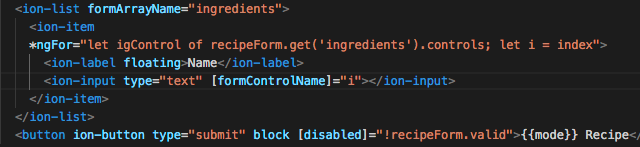 <ion-list formArrayName="ingredients">
<ion-item
*ngFor="let igControl of recipeForm.get('ingredients').controls; let i = index">
<ion-label floating>Name</ion-label>
<ion-input type="text" [formControlName]="i"></ion-input>
</ion-item>
</ion-list>
<button ion-button type="submit" block [disabled]="!recipeForm.valid">{{mode}} Recipe</